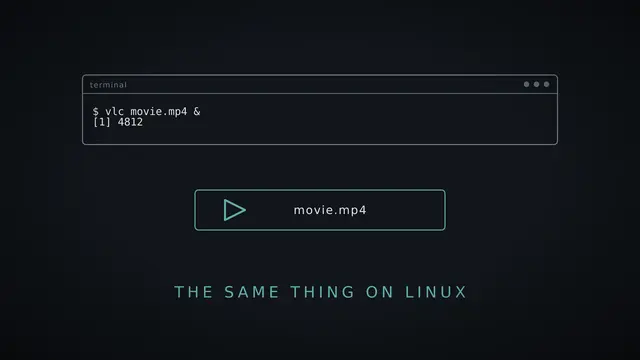 terminal
$ vlc movie.mp4 &
[1] 4812
movie.mp4
THE SAME THING ON LINUX